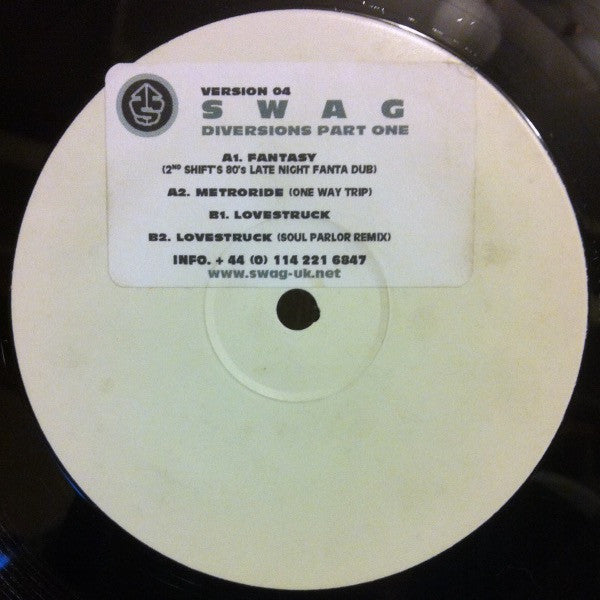 VERSION 04
SWAG
DIVERSIONS PART ONE
A1. FANTASY
(2ND SHIFT'S 80's LATE NIGHT FANTA DUB)
A2. METRORIDE (ONE WAY TRIP)
B1. LOVESTRUCK
B2. LOVESTRUCK (SOUL PARLOR REMIX)
INFO. + 44 (0) 114 221 6847
www.swag-uk.net